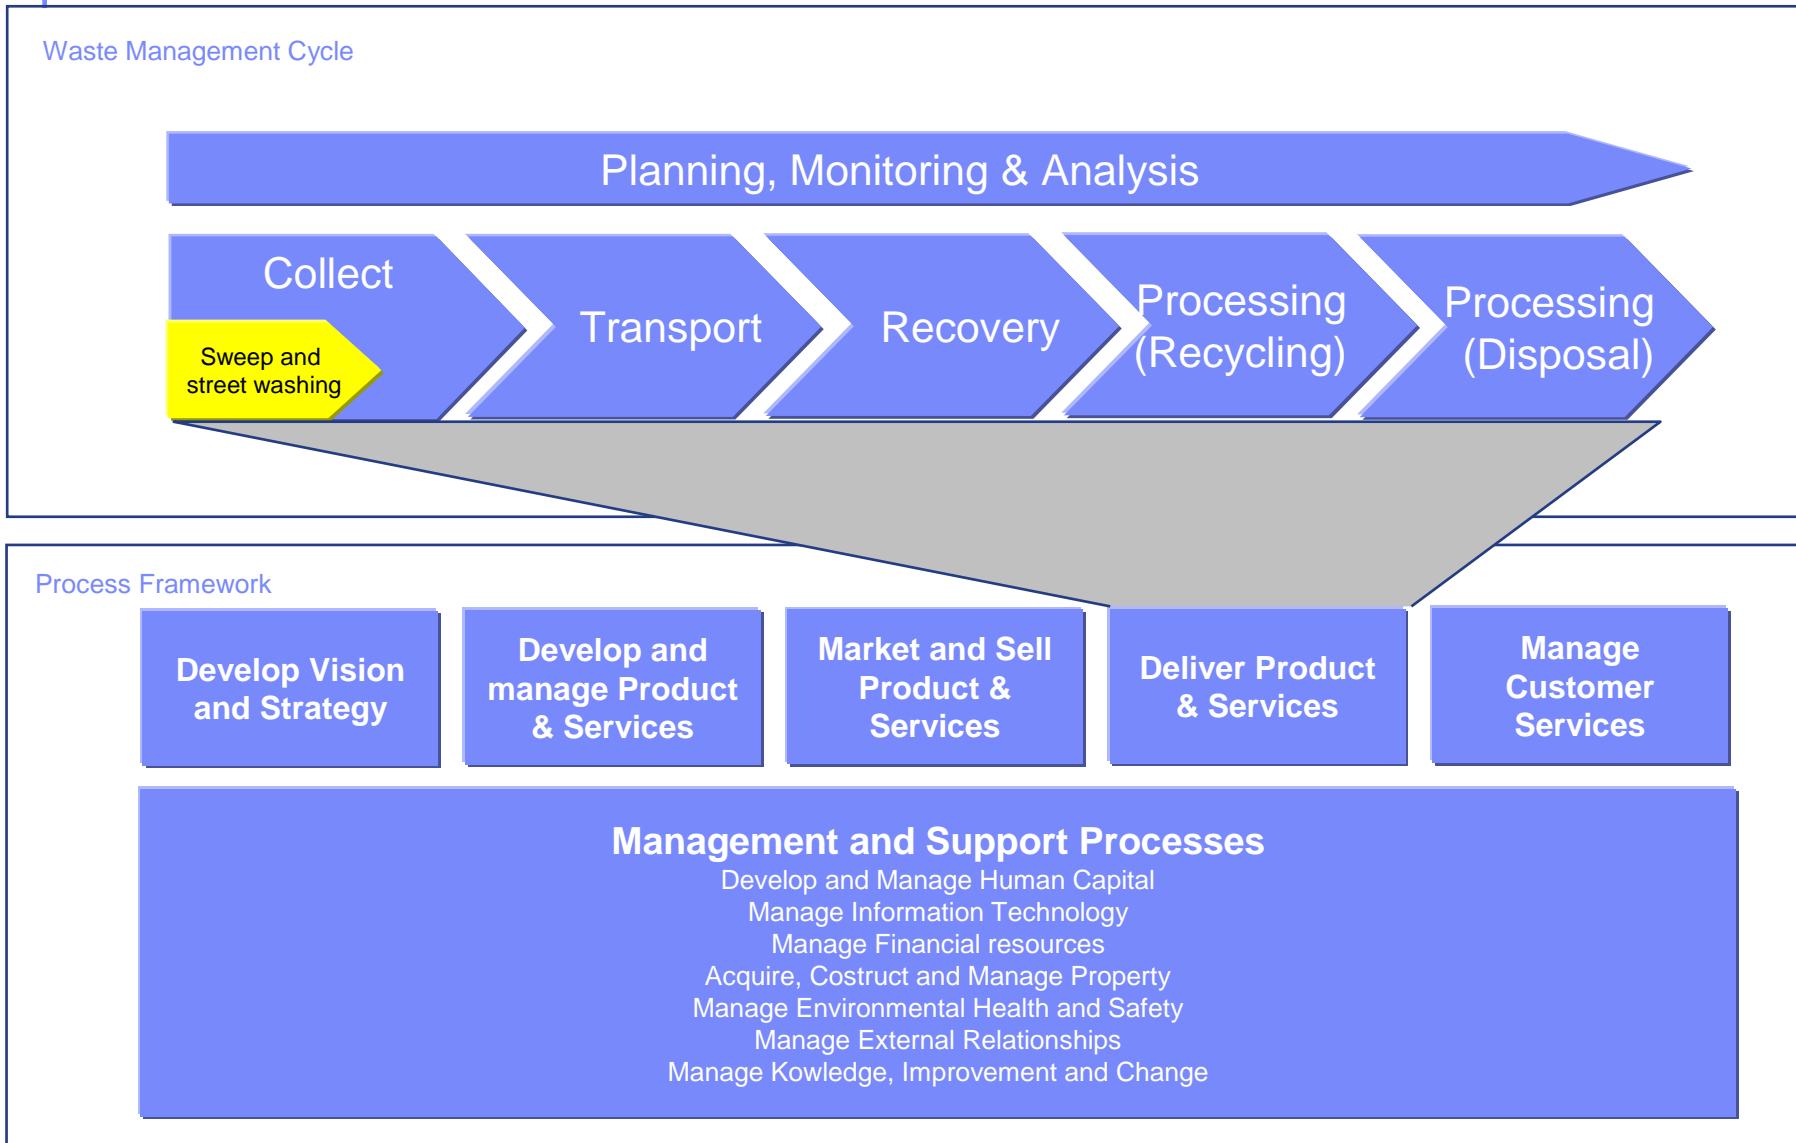 Waste Management Cycle
Planning, Monitoring & Analysis
Collect
Sweep and
street washing
Transport
Recovery
Processing
(Recycling)
Processing
(Disposal)
Process Framework
Develop Vision
and Strategy
Develop and
manage Product
& Services
Market and Sell
Product &
Services
Deliver Product
& Services
Manage
Customer
Services
Management and Support Processes
Develop and Manage Human Capital
Manage Information Technology
Manage Financial resources
Acquire, Costruct and Manage Property
Manage Environmental Health and Safety
Manage External Relationships
Manage Kowledge, Improvement and Change